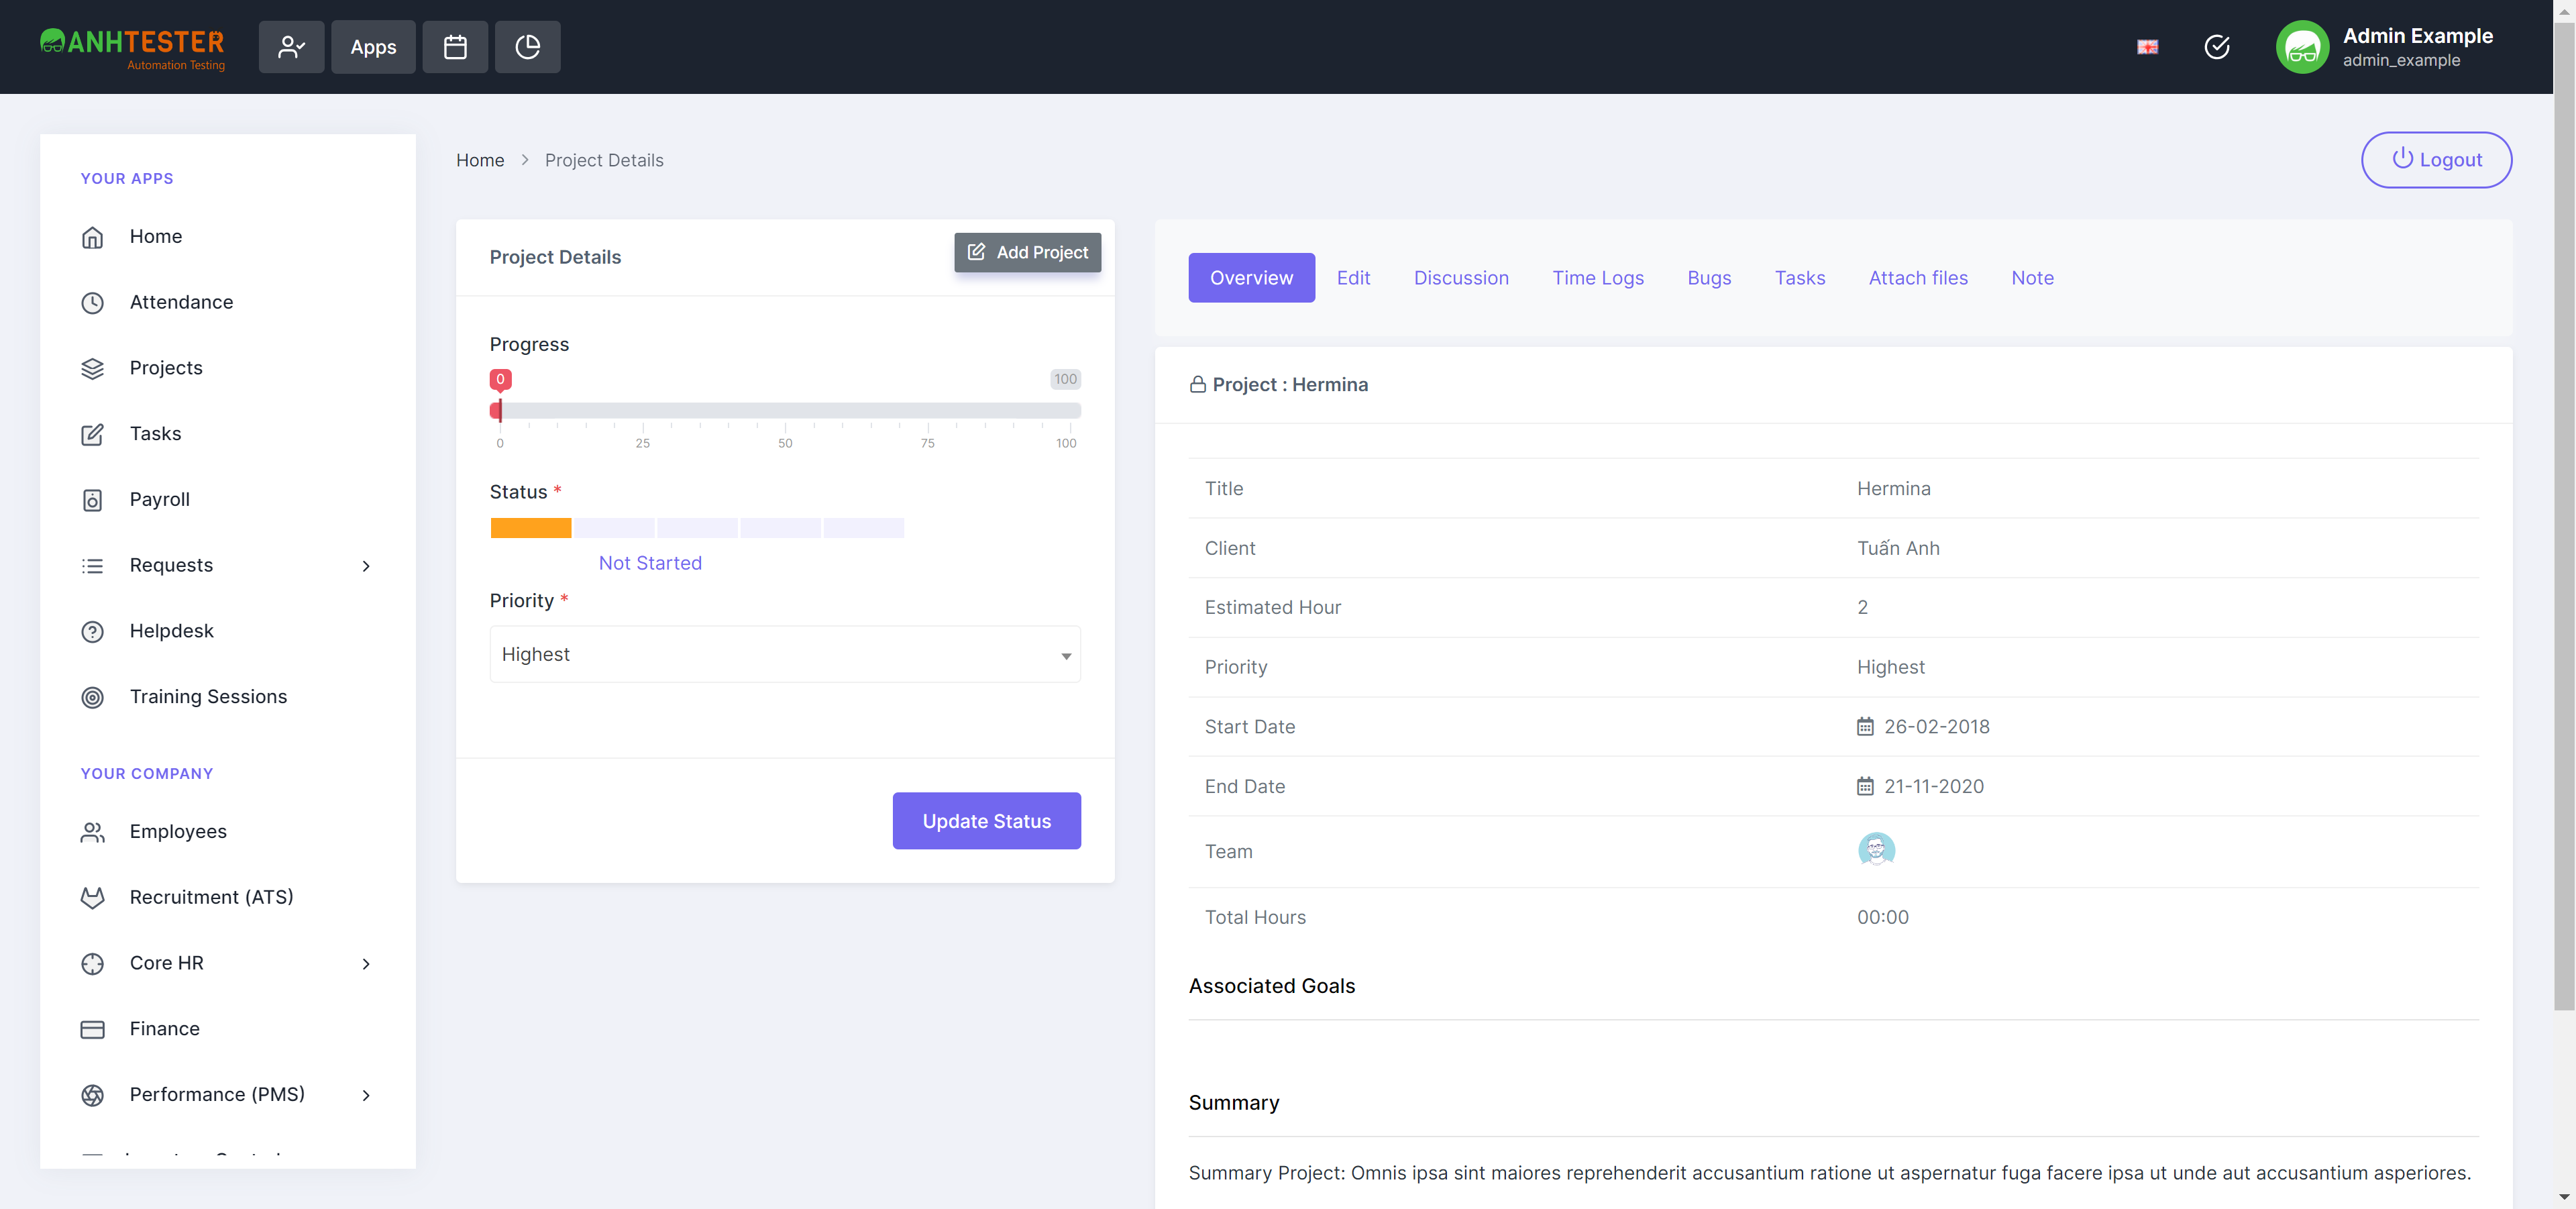 ANHTESTER
Automation Testing
Apps
Admin Example
admin_example
YOUR APPS
Home
Attendance
Projects
Tasks
Payroll
Requests
Helpdesk
Training Sessions
YOUR COMPANY
Employees
Recruitment (ATS)
Core HR
Finance
Performance (PMS)
Home > Project Details
Logout
Project Details
Add Project
Progress
0 100
0 25 50 75 100
Status *
Not Started
Priority *
Highest
Update Status
Overview Edit Discussion Time Logs Bugs Tasks Attach files Note
Project : Hermina
Title Hermina
Client Tuấn Anh
Estimated Hour 2
Priority Highest
Start Date 26-02-2018
End Date 21-11-2020
Team
Total Hours 00:00
Associated Goals
Summary
Summary Project: Omnis ipsa sint maiores reprehenderit accusantium ratione ut aspernatur fuga facere ipsa ut unde aut accusantium asperiores.